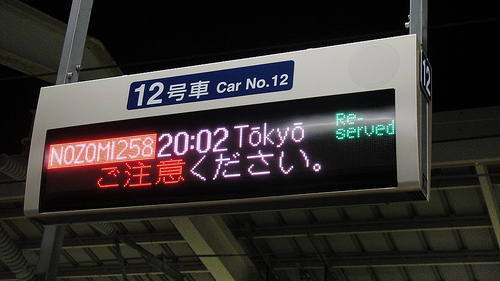 12号車 Car No.12
NOZOMI258 20:02 Tōkyō Re-served
ご注意ください。
12